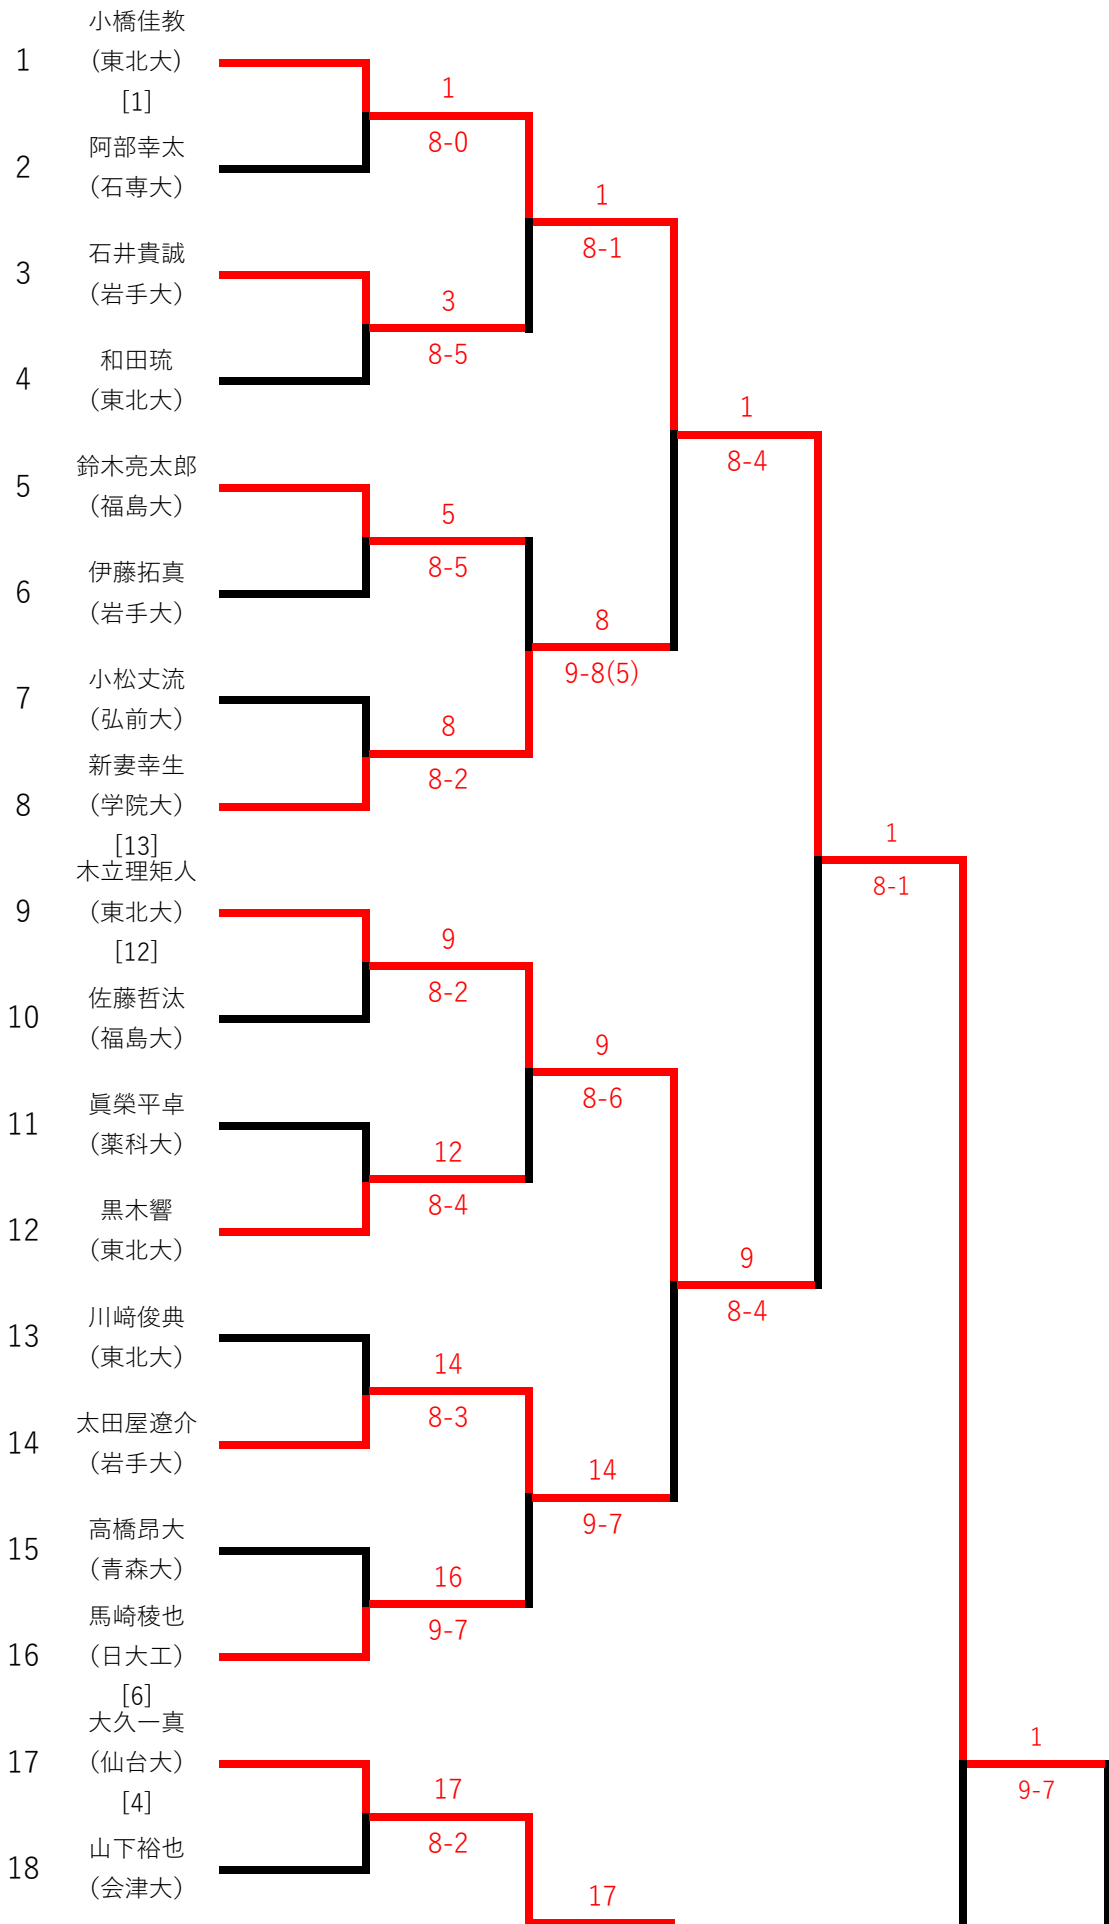 小橋佳教
1
(東北大)
[1]
1
8-0
阿部幸太
2
(石専大)
1
8-1
石井貴誠
3
(岩手大)
3
8-5
和田琉
4
(東北大)
1
8-4
鈴木亮太郎
5
(福島大)
5
8-5
伊藤拓真
6
(岩手大)
8
9-8(5)
小松丈流
7
(弘前大)
8
8-2
新妻幸生
8
(学院大)
[13]
1
8-1
木立理矩人
9
(東北大)
[12]
9
8-2
佐藤哲汰
10
(福島大)
9
8-6
眞榮平卓
11
(薬科大)
12
8-4
黒木響
12
(東北大)
9
8-4
川﨑俊典
13
(東北大)
14
8-3
太田屋遼介
14
(岩手大)
14
9-7
高橋昂大
15
(青森大)
16
9-7
馬崎稜也
16
(日大工)
[6]
大久一真
17
(仙台大)
[4]
1
9-7
17
8-2
山下裕也
18
(会津大)
17